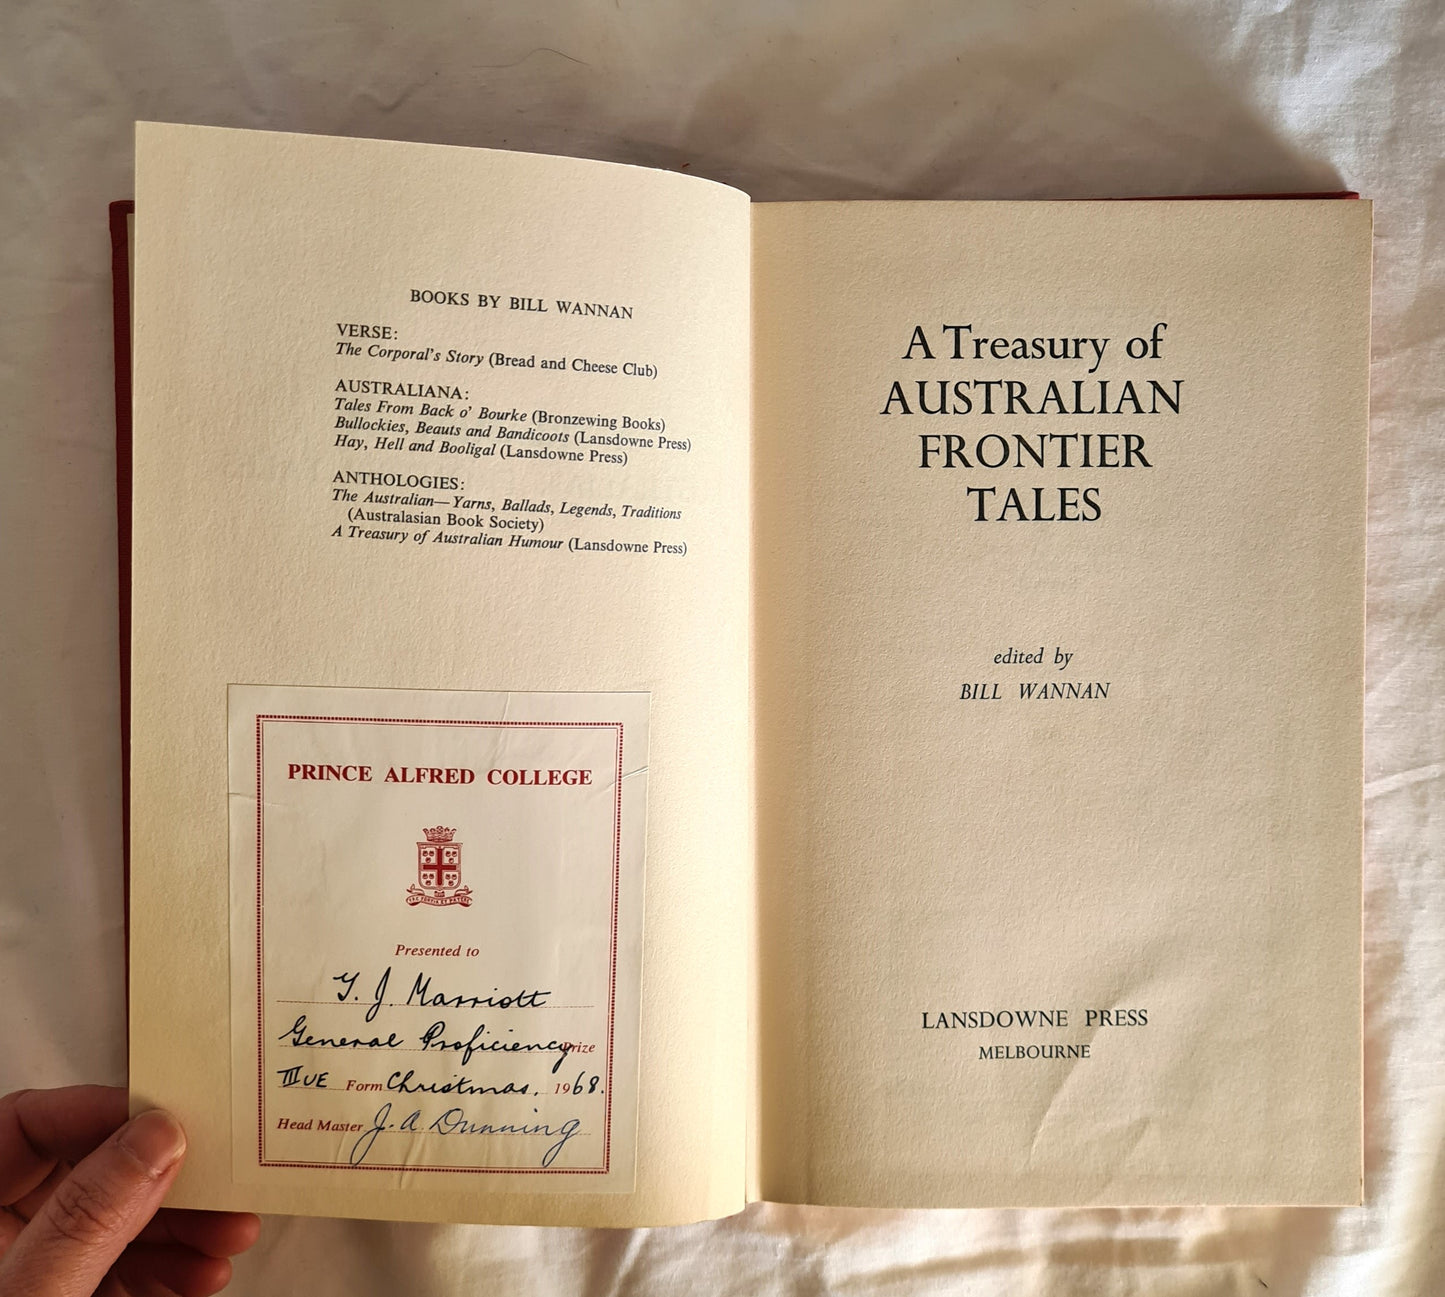 BOOKS BY BILL WANNAN
VERSE:
The Corporal's Story (Bread and Cheese Club)
AUSTRALIANA:
Tales From Back o' Bourke (Bronzewing Books)
Bullockies, Beauts and Bandicoots (Lansdowne Press)
Hay, Hell and Booligal (Lansdowne Press)
ANTHOLOGIES:
The Australian—Yarns, Ballads, Legends, Traditions
(Australasian Book Society)
A Treasury of Australian Humour (Lansdowne Press)
PRINCE ALFRED COLLEGE
Presented to
J. Marriott
General Proficiency Prize
III UE Form Christmas, 1968.
Head Master J. A. Dunning
A Treasury of
AUSTRALIAN
FRONTIER
TALES
edited by
BILL WANNAN
LANSDOWNE PRESS
MELBOURNE